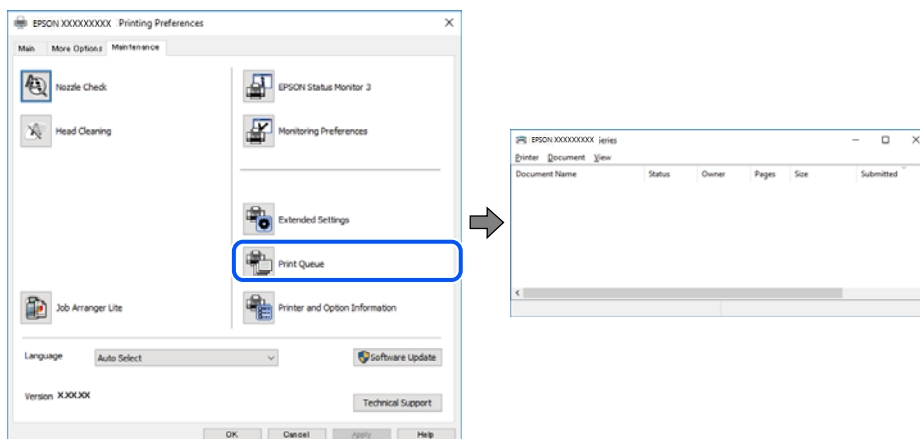 EPSON XXXXXXXXX Printing Preferences
Main More Options Maintenance
Nozzle Check
EPSON Status Monitor 3
Head Cleaning
Monitoring Preferences
Extended Settings
Print Queue
Job Arranger Lite
Printer and Option Information
Language Auto Select Software Update
Version X.XX.XX
Technical Support
OK Cancel Apply Help
EPSON XXXXXXXXX ieries
Printer Document View
Document Name Status Owner Pages Size Submitted